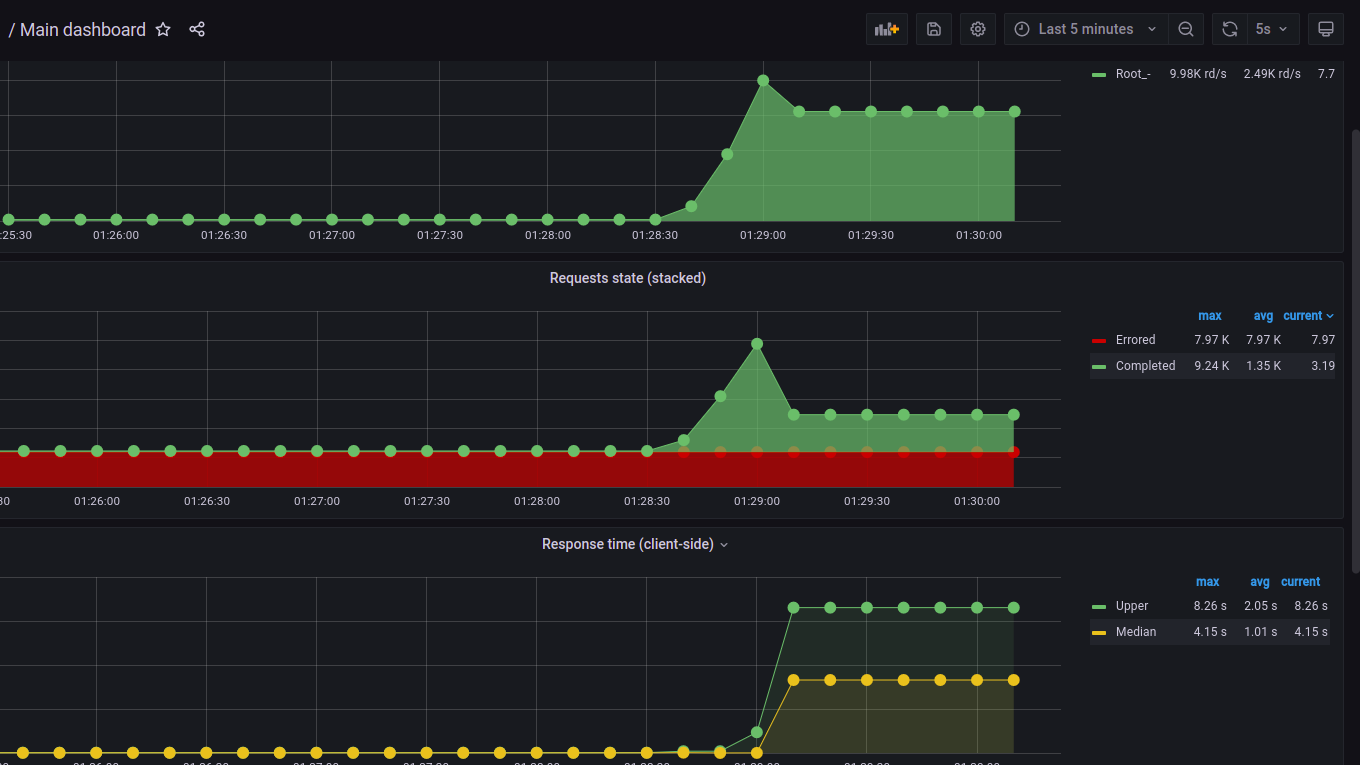 / Main dashboard
Last 5 minutes
5s
Root_- 9.98K rd/s 2.49K rd/s 7.7
:25:30 01:26:00 01:26:30 01:27:00 01:27:30 01:28:00 01:28:30 01:29:00 01:29:30 01:30:00
Requests state (stacked)
max avg current
Errored 7.97 K 7.97 K 7.97
Completed 9.24 K 1.35 K 3.19
30 01:26:00 01:26:30 01:27:00 01:27:30 01:28:00 01:28:30 01:29:00 01:29:30 01:30:00
Response time (client-side)
max avg current
Upper 8.26 s 2.05 s 8.26 s
Median 4.15 s 1.01 s 4.15 s